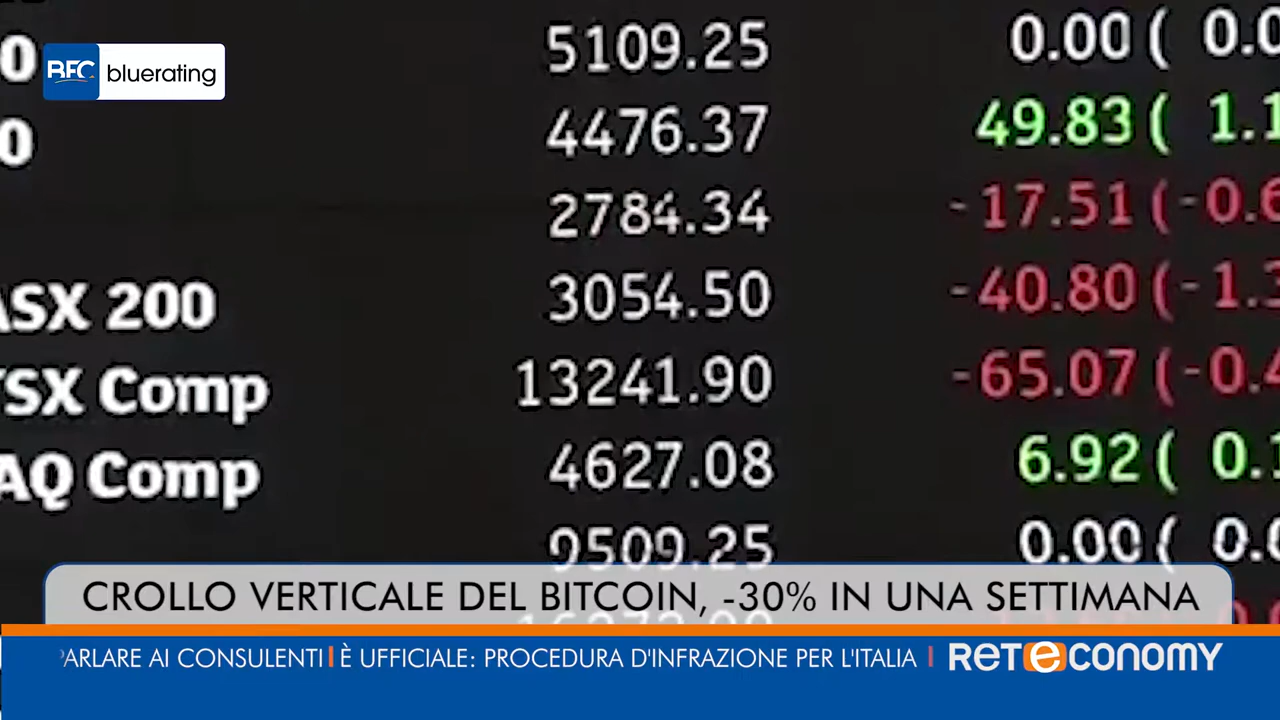 BFC bluerating
0 5109.25 0.00 ( 0.0
0 4476.37 49.83 ( 1.1
2784.34 -17.51 (-0.6
ASX 200 3054.50 -40.80 (-1.3
TSX Comp 13241.90 -65.07 (-0.4
AQ Comp 4627.08 6.92 ( 0.1
9509.25 0.00 ( 0.0
CROLLO VERTICALE DEL BITCOIN, -30% IN UNA SETTIMANA
PARLARE AI CONSULENTI | È UFFICIALE: PROCEDURA D'INFRAZIONE PER L'ITALIA |
RETECONOMY